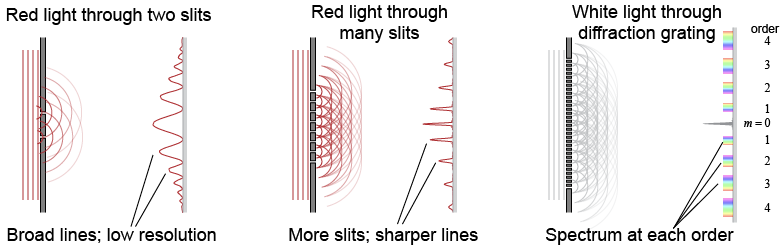 Red light through two slits
Broad lines; low resolution
Red light through
many slits
More slits; sharper lines
White light through
diffraction grating
order
4
3
2
1
m = 0
1
2
3
4
Spectrum at each order